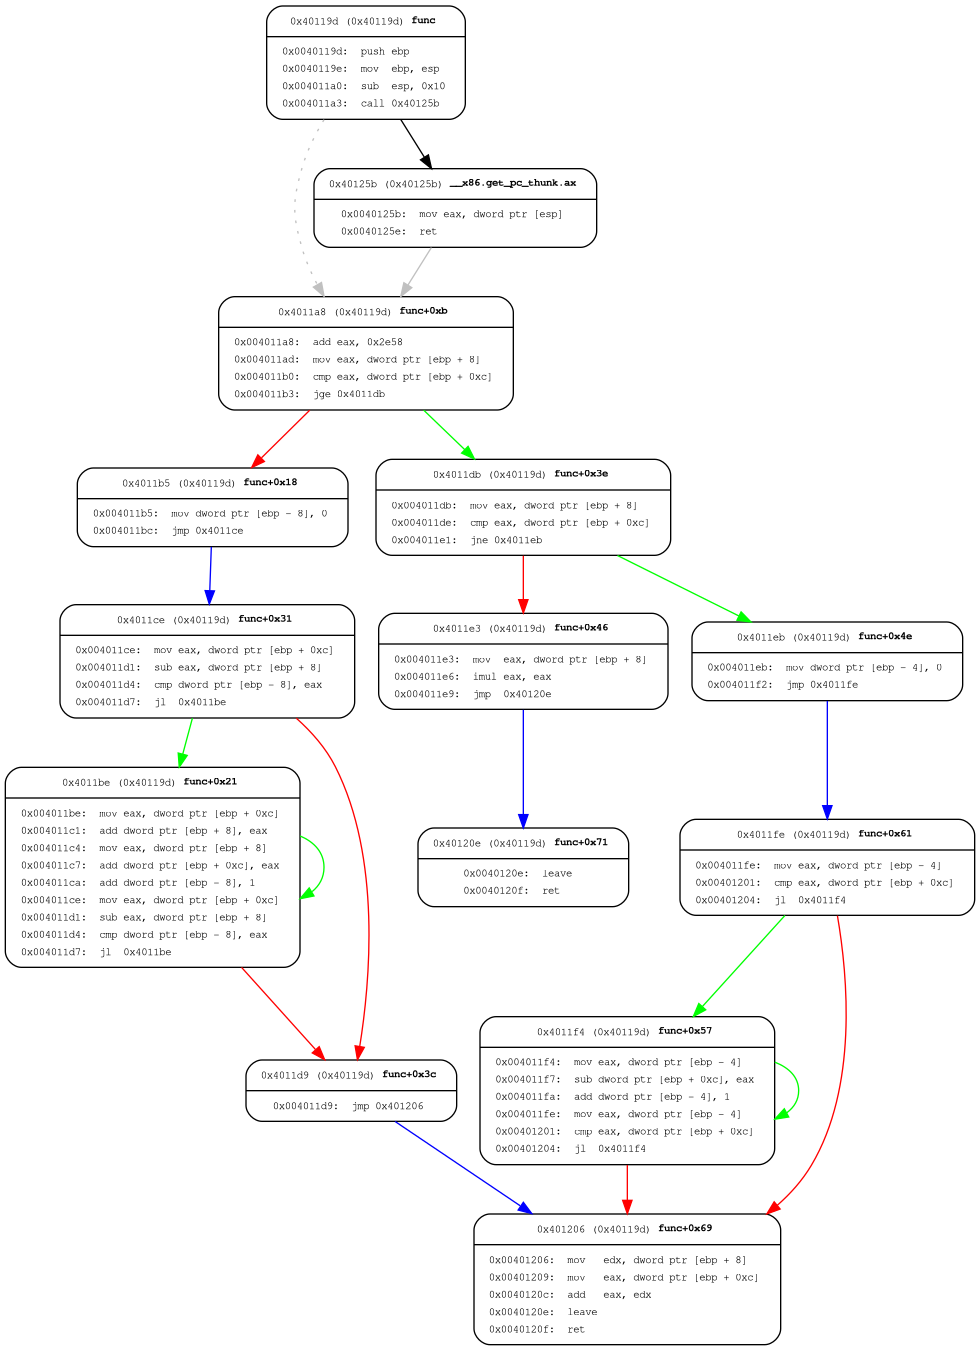 0x40119d (0x40119d) func
0x0040119d: push ebp
0x0040119e: mov ebp, esp
0x004011a0: sub esp, 0x10
0x004011a3: call 0x40125b
0x40125b (0x40125b) __x86.get_pc_thunk.ax
0x0040125b: mov eax, dword ptr [esp]
0x0040125e: ret
0x4011a8 (0x40119d) func+0xb
0x004011a8: add eax, 0x2e58
0x004011ad: mov eax, dword ptr [ebp + 8]
0x004011b0: cmp eax, dword ptr [ebp + 0xc]
0x004011b3: jge 0x4011db
0x4011b5 (0x40119d) func+0x18
0x004011b5: mov dword ptr [ebp - 8], 0
0x004011bc: jmp 0x4011ce
0x4011db (0x40119d) func+0x3e
0x004011db: mov eax, dword ptr [ebp + 8]
0x004011de: cmp eax, dword ptr [ebp + 0xc]
0x004011e1: jne 0x4011eb
0x4011ce (0x40119d) func+0x31
0x004011ce: mov eax, dword ptr [ebp + 0xc]
0x004011d1: sub eax, dword ptr [ebp + 8]
0x004011d4: cmp dword ptr [ebp - 8], eax
0x004011d7: jl 0x4011be
0x4011e3 (0x40119d) func+0x46
0x004011e3: mov eax, dword ptr [ebp + 8]
0x004011e6: imul eax, eax
0x004011e9: jmp 0x40120e
0x4011eb (0x40119d) func+0x4e
0x004011eb: mov dword ptr [ebp - 4], 0
0x004011f2: jmp 0x4011fe
0x4011be (0x40119d) func+0x21
0x004011be: mov eax, dword ptr [ebp + 0xc]
0x004011c1: add dword ptr [ebp + 8], eax
0x004011c4: mov eax, dword ptr [ebp + 8]
0x004011c7: add dword ptr [ebp + 0xc], eax
0x004011ca: add dword ptr [ebp - 8], 1
0x004011ce: mov eax, dword ptr [ebp + 0xc]
0x004011d1: sub eax, dword ptr [ebp + 8]
0x004011d4: cmp dword ptr [ebp - 8], eax
0x004011d7: jl 0x4011be
0x40120e (0x40119d) func+0x71
0x0040120e: leave
0x0040120f: ret
0x4011fe (0x40119d) func+0x61
0x004011fe: mov eax, dword ptr [ebp - 4]
0x00401201: cmp eax, dword ptr [ebp + 0xc]
0x00401204: jl 0x4011f4
0x4011f4 (0x40119d) func+0x57
0x004011f4: mov eax, dword ptr [ebp - 4]
0x004011f7: sub dword ptr [ebp + 0xc], eax
0x004011fa: add dword ptr [ebp - 4], 1
0x004011fe: mov eax, dword ptr [ebp - 4]
0x00401201: cmp eax, dword ptr [ebp + 0xc]
0x00401204: jl 0x4011f4
0x4011d9 (0x40119d) func+0x3c
0x004011d9: jmp 0x401206
0x401206 (0x40119d) func+0x69
0x00401206: mov edx, dword ptr [ebp + 8]
0x00401209: mov eax, dword ptr [ebp + 0xc]
0x0040120c: add eax, edx
0x0040120e: leave
0x0040120f: ret